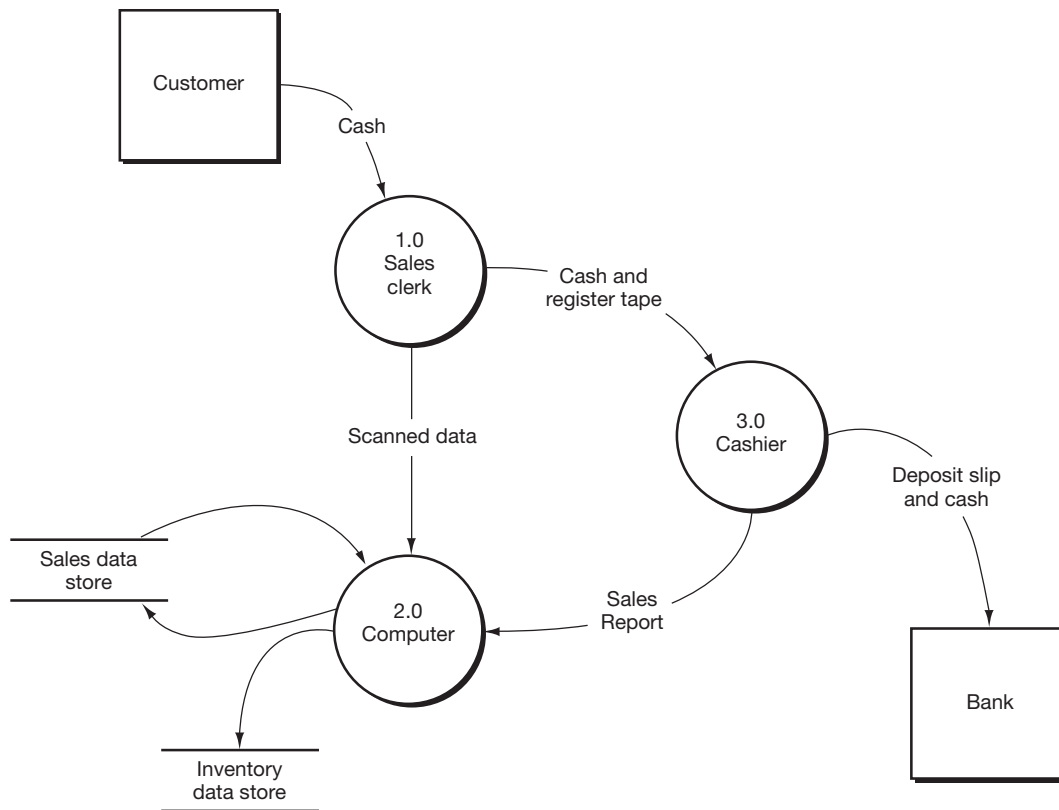 Customer
Cash
1.0
Sales
clerk
Cash and
register tape
3.0
Cashier
Scanned data
Deposit slip
and cash
Sales data
store
2.0
Computer
Sales
Report
Bank
Inventory
data store